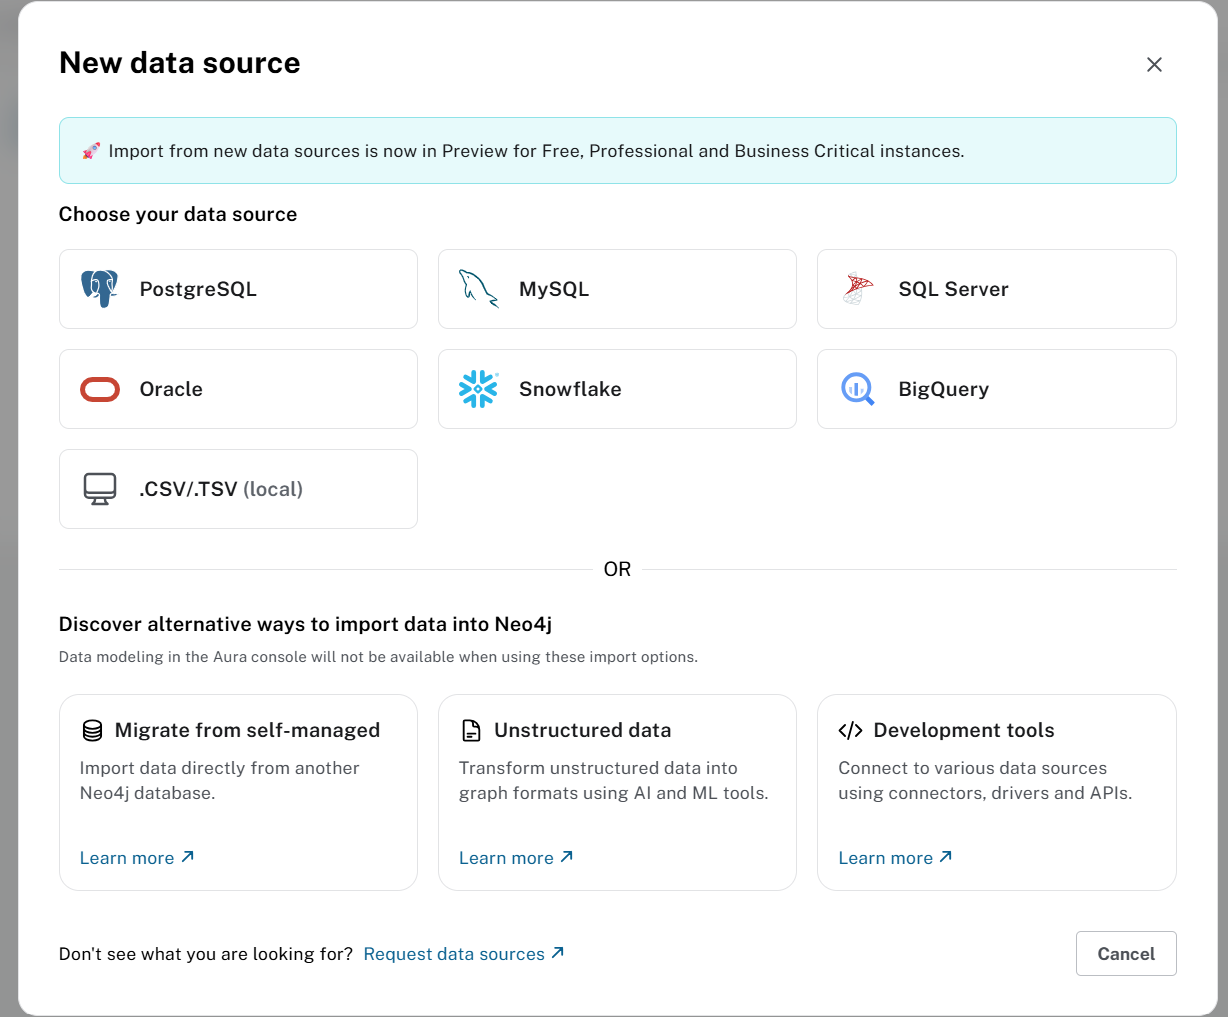 New data source
🚀 Import from new data sources is now in Preview for Free, Professional and Business Critical instances.
Choose your data source
PostgreSQL
MySQL
SQL Server
Oracle
Snowflake
BigQuery
.CSV/.TSV (local)
OR
Discover alternative ways to import data into Neo4j
Data modeling in the Aura console will not be available when using these import options.
Migrate from self-managed
Import data directly from another
Neo4j database.
Learn more
Unstructured data
Transform unstructured data into
graph formats using AI and ML tools.
Learn more
Development tools
Connect to various data sources
using connectors, drivers and APIs.
Learn more
Don't see what you are looking for? Request data sources
Cancel